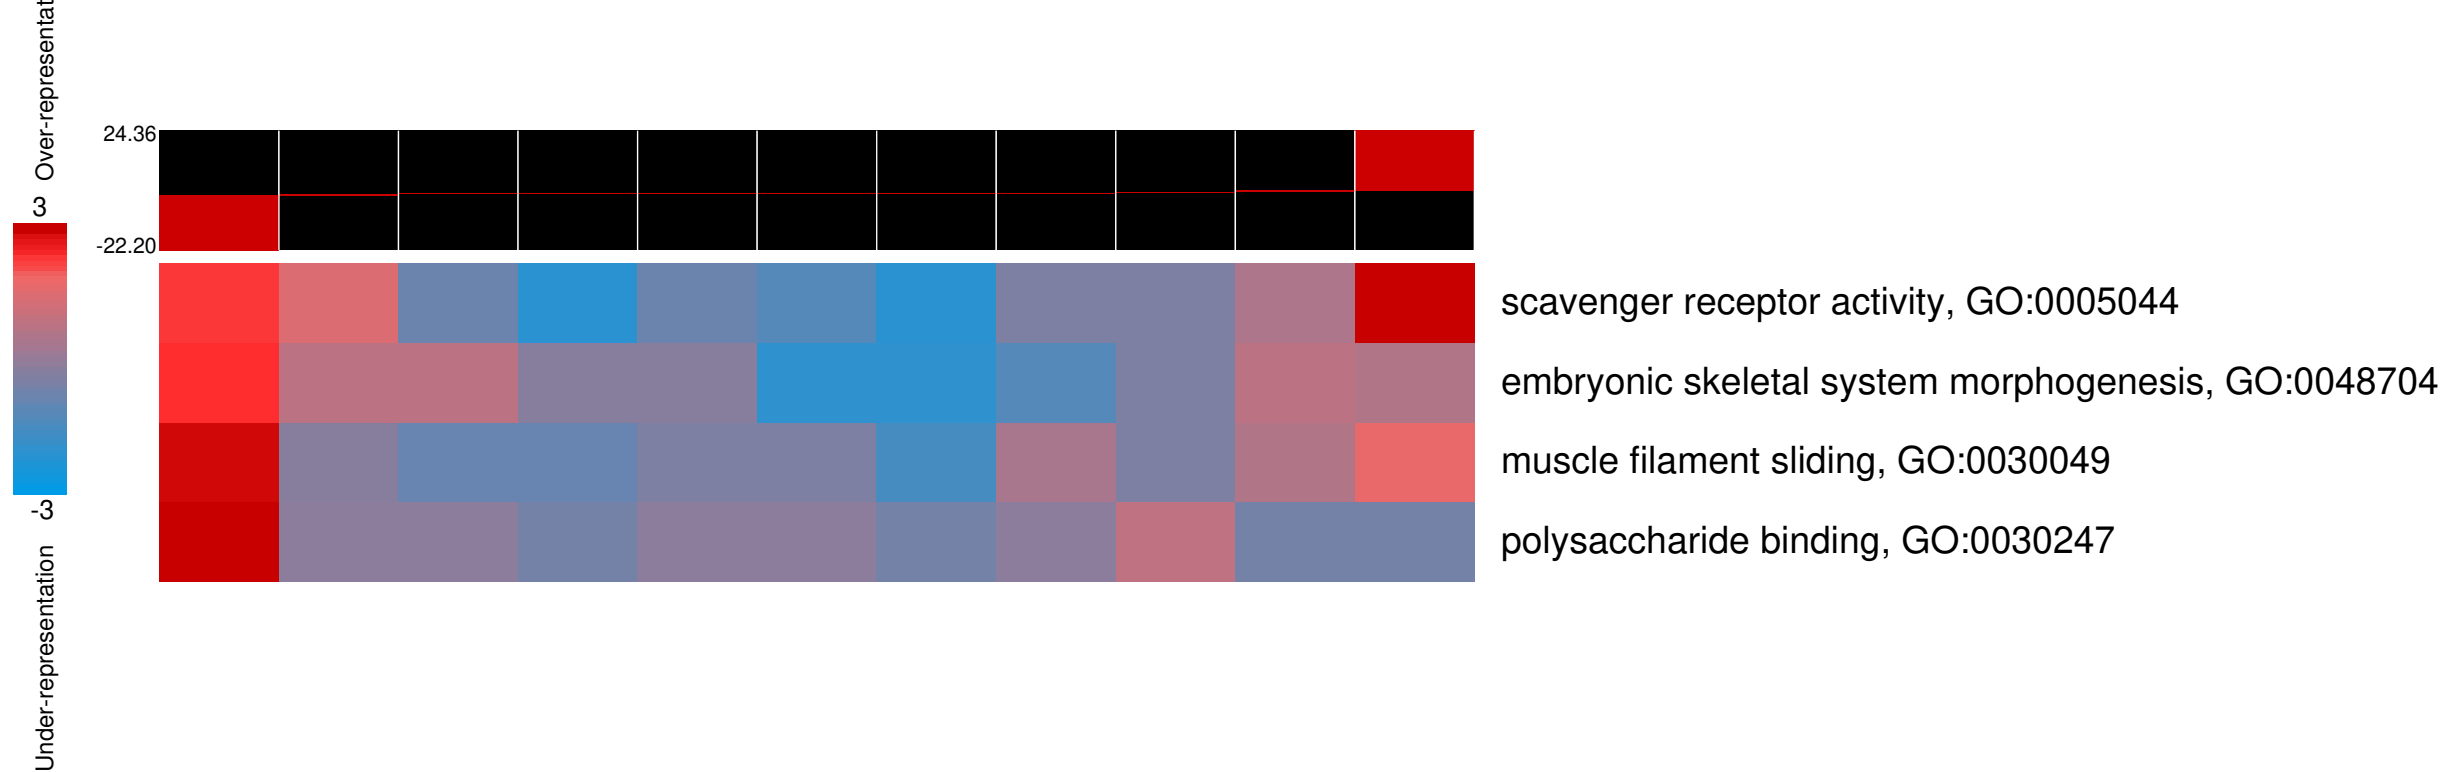 Over-representat
24.36
-22.20
3
-3
Under-representation
scavenger receptor activity, GO:0005044
embryonic skeletal system morphogenesis, GO:0048704
muscle filament sliding, GO:0030049
polysaccharide binding, GO:0030247